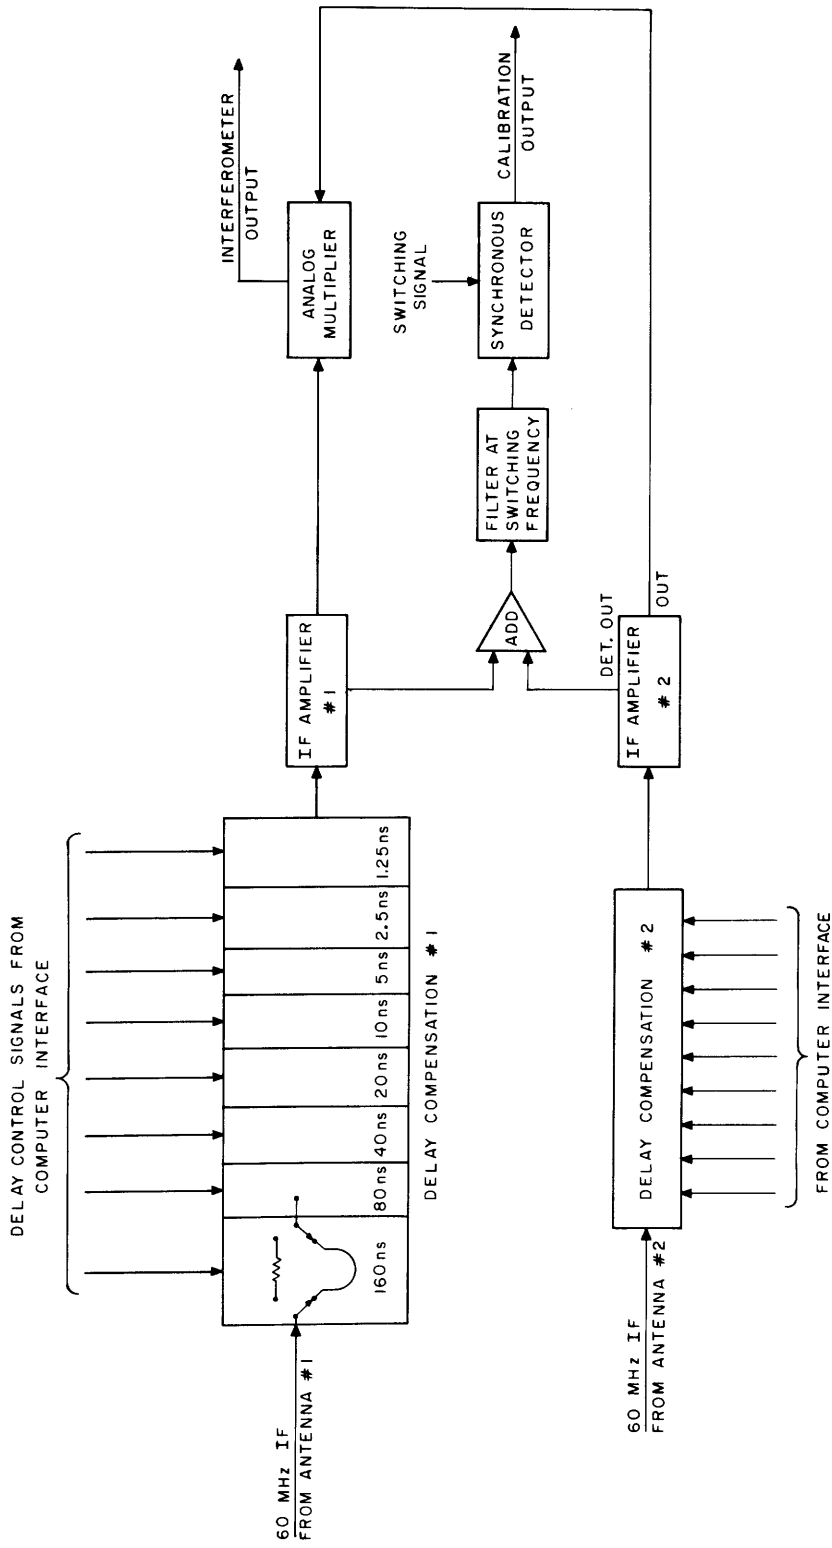 DELAY CONTROL SIGNALS FROM
COMPUTER INTERFACE
60 MHz IF
FROM ANTENNA #1
160ns
80ns
40ns
20ns
10ns
5ns
2.5ns
1.25ns
DELAY COMPENSATION #1
IF AMPLIFIER
#1
ANALOG
MULTIPLIER
INTERFEROMETER
OUTPUT
ADD
FILTER AT
SWITCHING
FREQUENCY
SWITCHING
SIGNAL
SYNCHRONOUS
DETECTOR
CALIBRATION
OUTPUT
60 MHz IF
FROM ANTENNA #2
DELAY COMPENSATION #2
FROM COMPUTER INTERFACE
DET. OUT
IF AMPLIFIER
#2
OUT